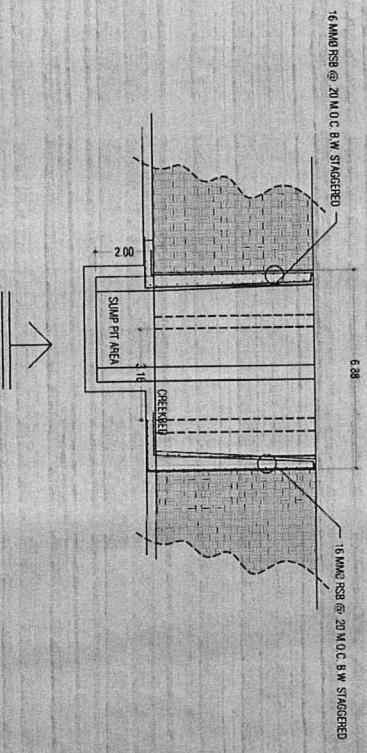 16 MMØ RSB @ .20 M.O.C. B.W. STAGGERED
6.88
16 MMØ RSB @ .20 M.O.C. B.W. STAGGERED
2.00
SUMP PIT AREA
3.16
CREEKBED